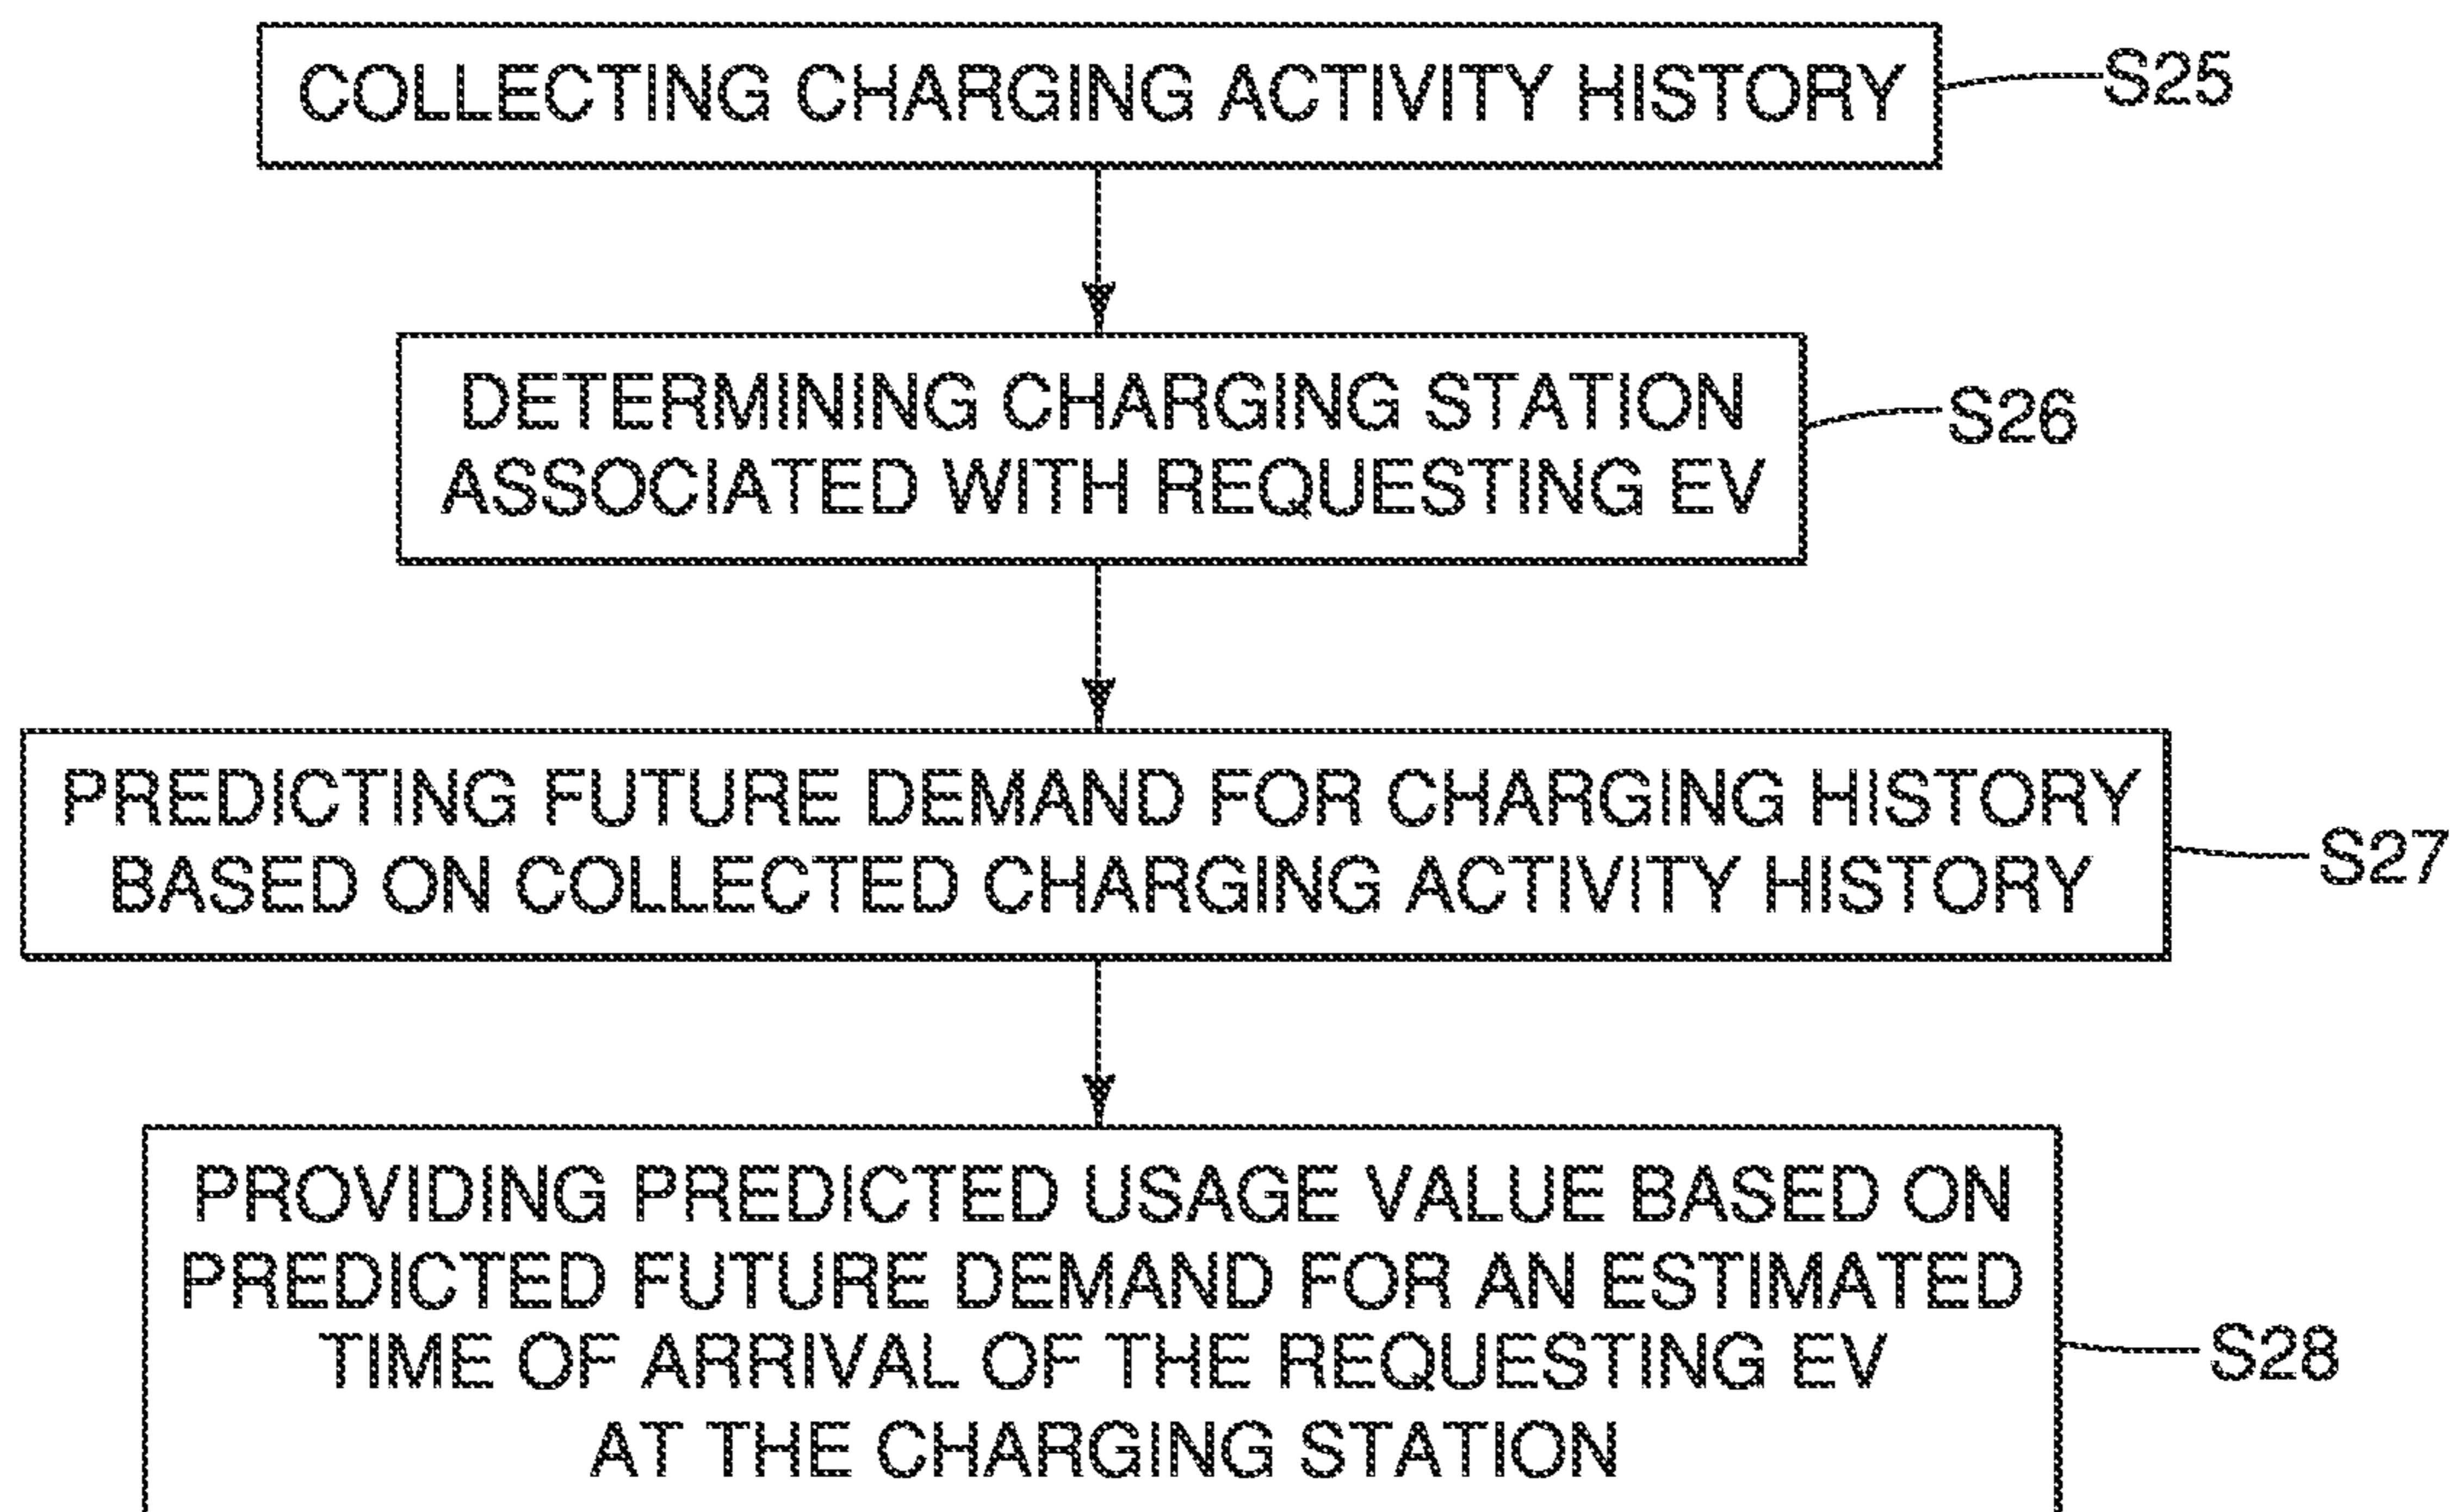 COLLECTING CHARGING ACTIVITY HISTORY
S25
DETERMINING CHARGING STATION
ASSOCIATED WITH REQUESTING EV
S26
PREDICTING FUTURE DEMAND FOR CHARGING HISTORY
BASED ON COLLECTED CHARGING ACTIVITY HISTORY
S27
PROVIDING PREDICTED USAGE VALUE BASED ON
PREDICTED FUTURE DEMAND FOR AN ESTIMATED
TIME OF ARRIVAL OF THE REQUESTING EV
AT THE CHARGING STATION
S28